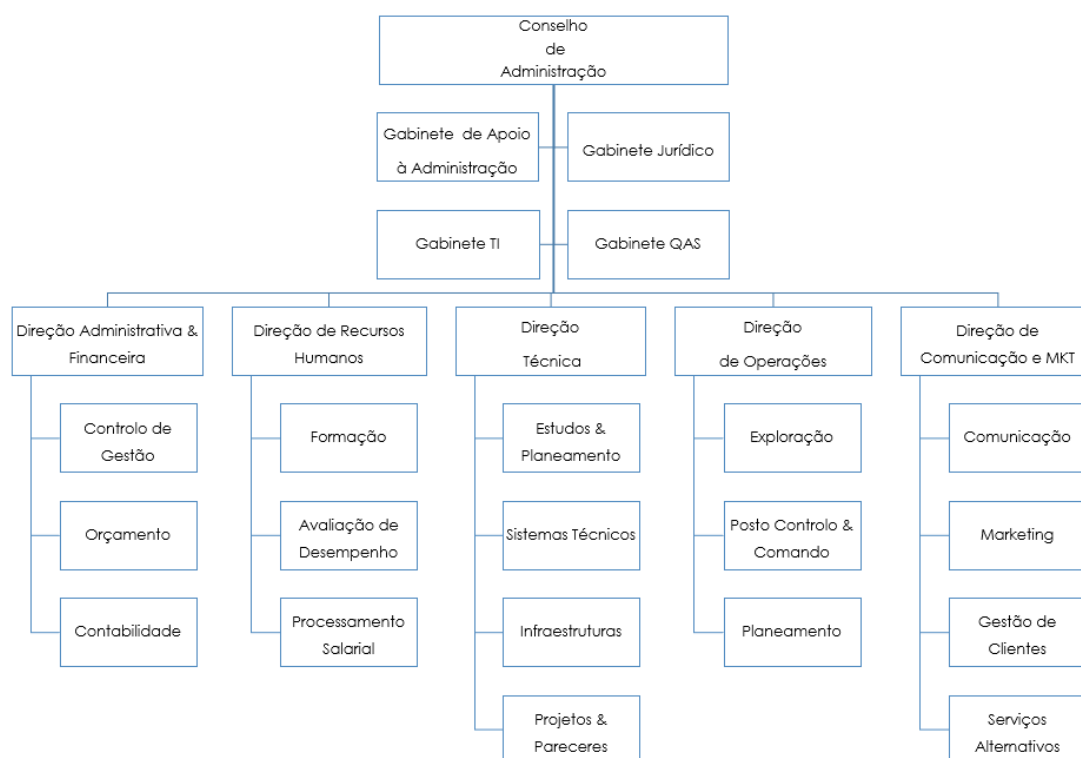 Conselho
de
Administração
Gabinete de Apoio
à Administração
Gabinete Jurídico
Gabinete TI
Gabinete QAS
Direção Administrativa &
Financeira
Direção de Recursos
Humanos
Direção
Técnica
Direção
de Operações
Direção de
Comunicação e MKT
Controlo de
Gestão
Orçamento
Contabilidade
Formação
Avaliação de
Desempenho
Processamento
Salarial
Estudos &
Planeamento
Sistemas Técnicos
Infraestruturas
Projetos &
Pareceres
Exploração
Posto Controlo &
Comando
Planeamento
Comunicação
Marketing
Gestão de
Clientes
Serviços
Alternativos